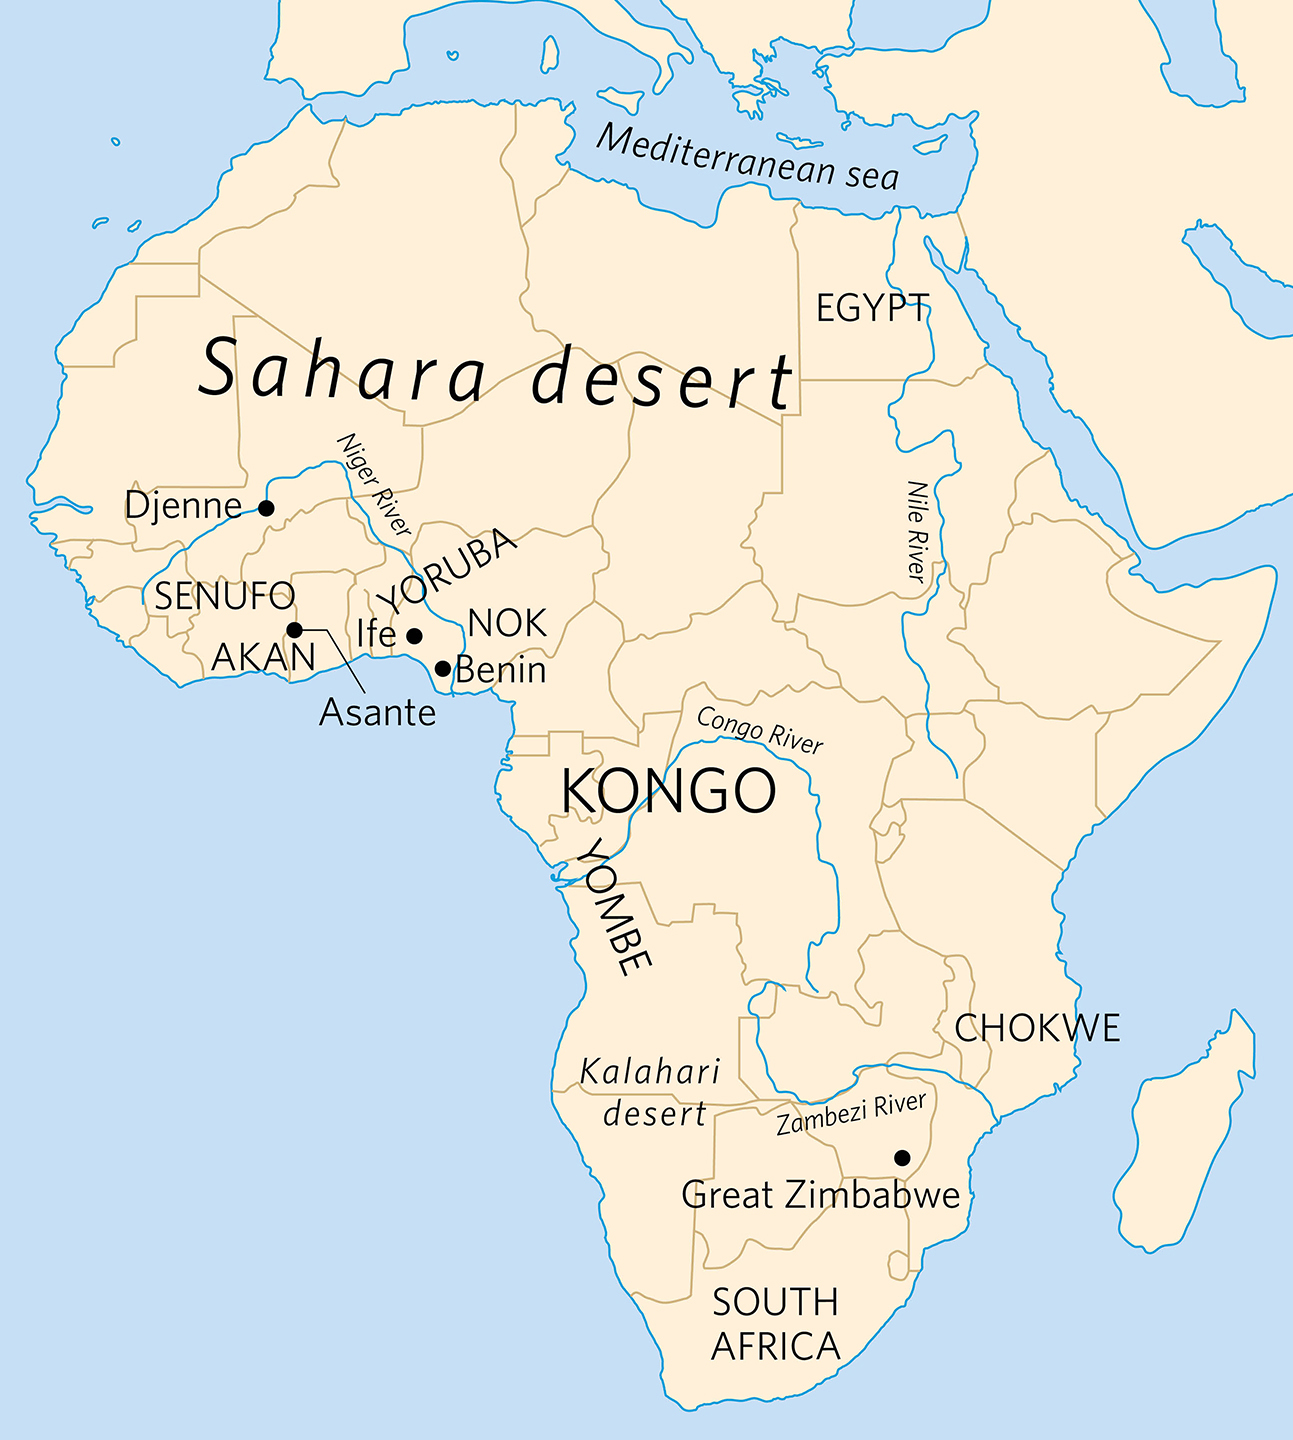 Mediterranean sea
EGYPT
Sahara desert
Niger River
Nile River
Djenne
YORUBA
SENUFO
NOK
Ife
AKAN
Benin
Asante
Congo River
KONGO
YOMBE
CHOKWE
Kalahari
desert
Zambezi River
Great Zimbabwe
SOUTH
AFRICA